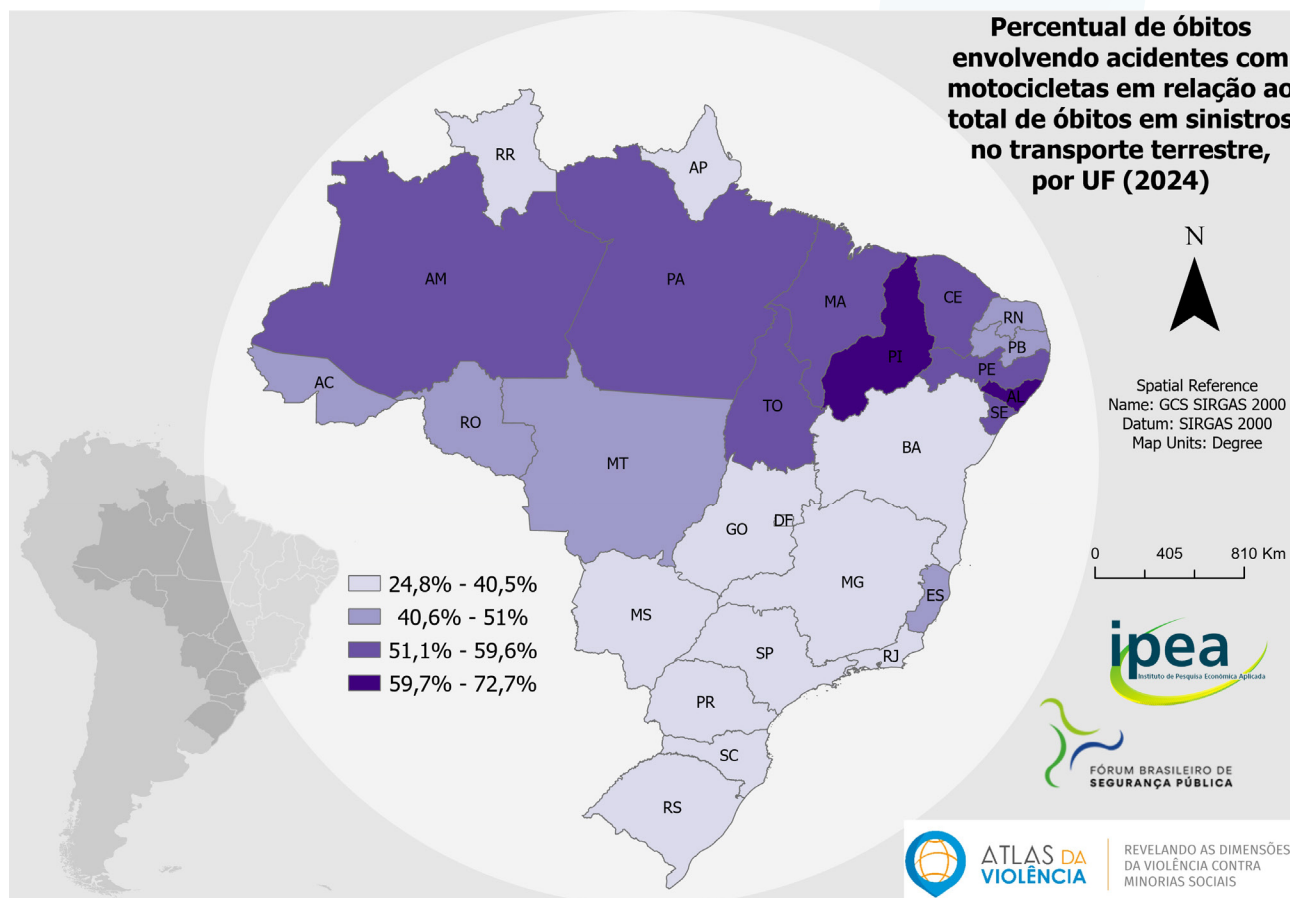 Percentual de óbitos
envolvendo acidentes com
motocicletas em relação ao
total de óbitos em sinistros
no transporte terrestre,
por UF (2024)
N
RR
AP
AM
PA
MA
CE
RN
PB
PI
PE
AL
SE
AC
RO
TO
MT
BA
GO
DF
MG
ES
MS
SP
RJ
PR
SC
RS
Spatial Reference
Name: GCS SIRGAS 2000
Datum: SIRGAS 2000
Map Units: Degree
0 405 810 Km
24,8% - 40,5%
40,6% - 51%
51,1% - 59,6%
59,7% - 72,7%
ipea
Instituto de Pesquisa Econômica Aplicada
FÓRUM BRASILEIRO DE
SEGURANÇA PÚBLICA
ATLAS DA
VIOLÊNCIA
REVELANDO AS DIMENSÕES
DA VIOLÊNCIA CONTRA
MINORIAS SOCIAIS